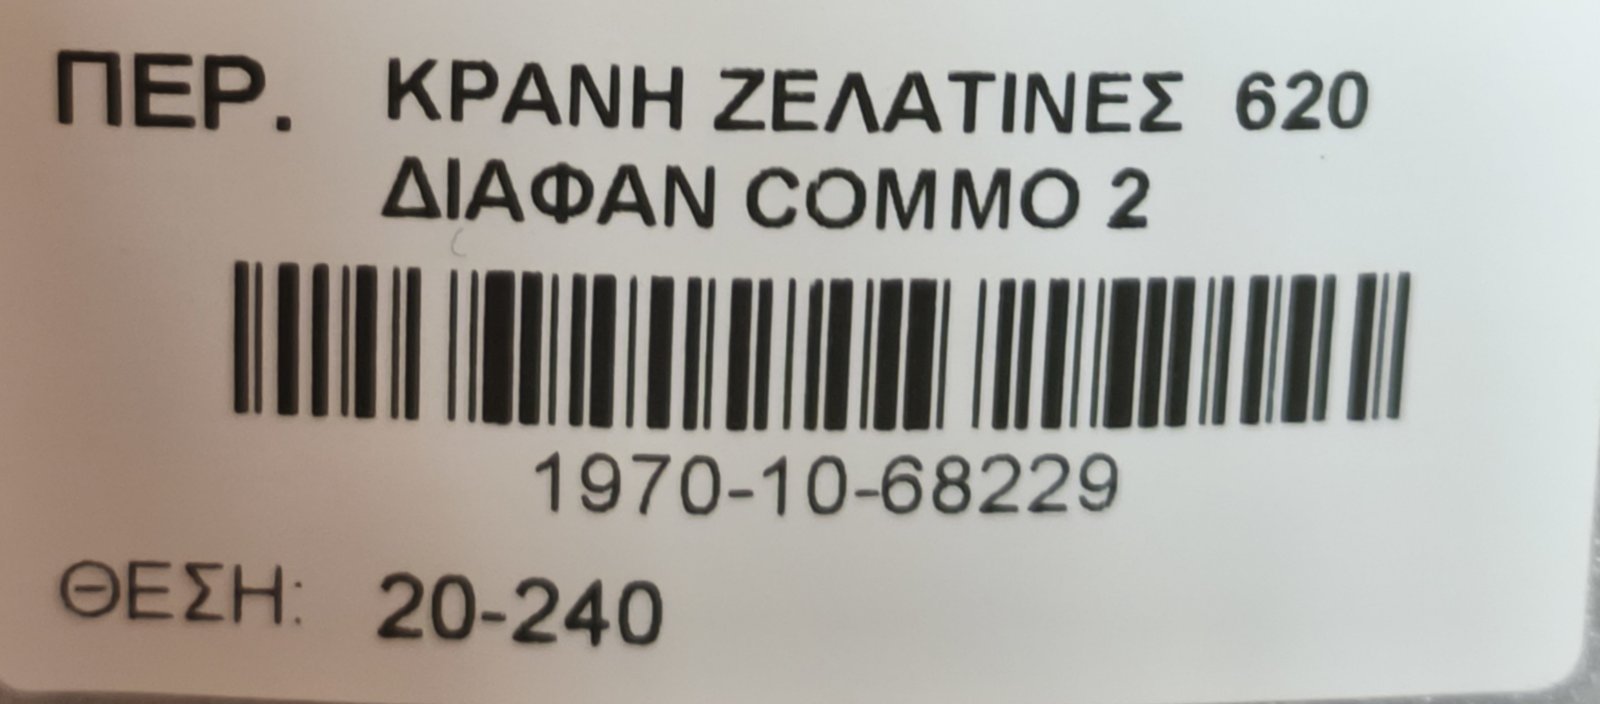 ΠΕΡ. ΚΡΑΝΗ ΖΕΛΑΤΙΝΕΣ 620
ΔΙΑΦΑΝ COMMO 2
1970-10-68229
ΘΕΣΗ: 20-240